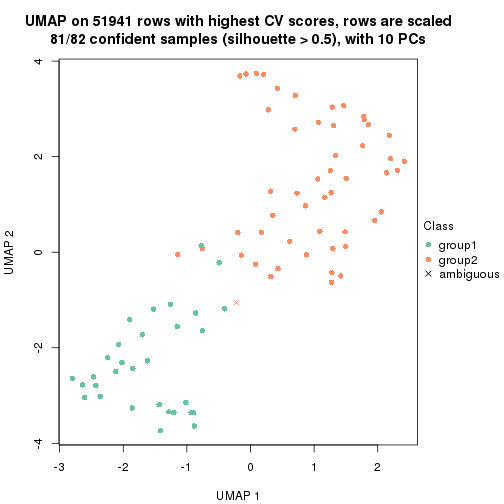 UMAP on 51941 rows with highest CV scores, rows are scaled
81/82 confident samples (silhouette > 0.5), with 10 PCs
4
2
0
-2
-4
UMAP 2
-3
-2
-1
0
1
2
UMAP 1
Class
group1
group2
ambiguous